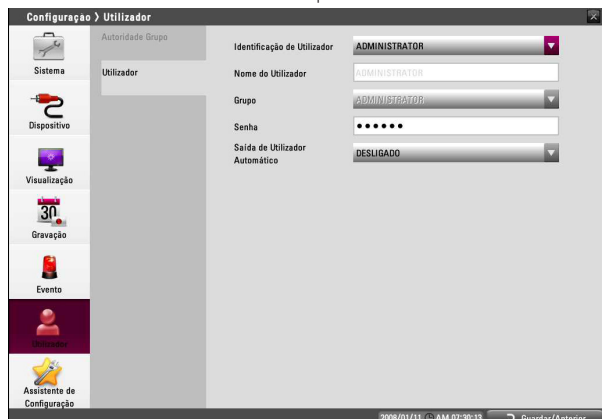 Configuração > Utilizador
Sistema
Dispositivo
Visualização
30
Gravação
Evento
Utilizador
Assistente de
Configuração
Autoridade Grupo
Utilizador
Identificação de Utilizador ADMINISTRATOR
Nome do Utilizador ADMINISTRATOR
Grupo ADMINISTRATOR
Senha ••••••
Saída de Utilizador
Automático DESLIGADO
2008/01/11 AM 07:30:13 Guardar/Anterior